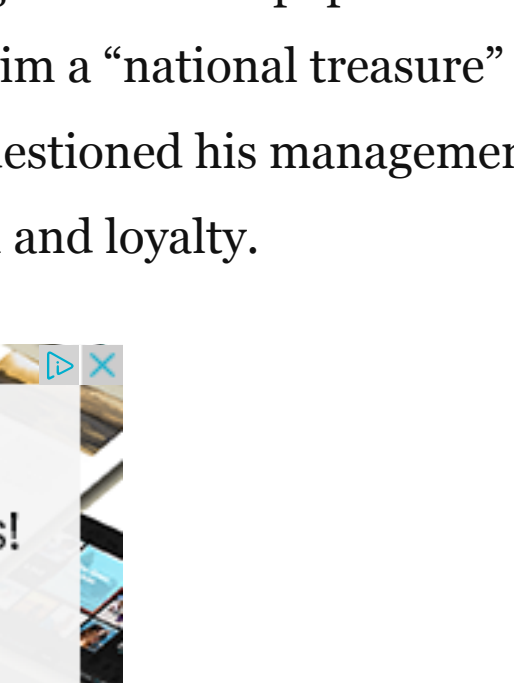 im a “national treasure”
estioned his managemen
and loyalty.
s!